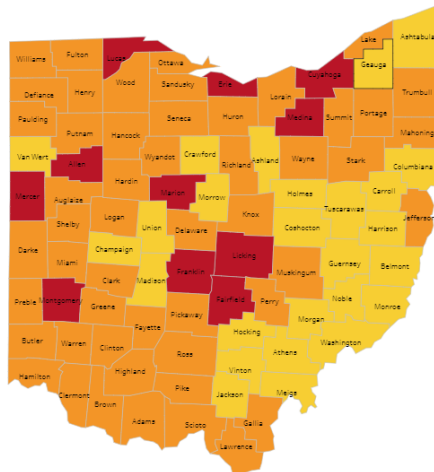 Ashtabula
Lake
Williams
Fulton
Lucas
Ottawa
Geauga
Cuyahoga
Wood
Sandusky
Erie
Trumbull
Defiance
Henry
Lorain
Portage
Seneca
Huron
Medina
Summit
Paulding
Mahoning
Putnam
Hancock
Van Wert
Crawford
Wyandot
Ashland
Wayne
Stark
Richland
Columbiana
Allen
Hardin
Mercer
Marion
Morrow
Holmes
Carroll
Auglaize
Tuscarawas
Logan
Knox
Jefferson
Shelby
Union
Delaware
Coshocton
Harrison
Darke
Champaign
Licking
Guernsey
Belmont
Miami
Franklin
Muskingum
Clark
Madison
Preble
Montgomery
Fairfield
Perry
Noble
Greene
Monroe
Pickaway
Morgan
Fayette
Hocking
Butler
Warren
Clinton
Washington
Ross
Athens
Highland
Vinton
Hamilton
Pike
Clermont
Jackson
Meigs
Brown
Adams
Scioto
Gallia
Lawrence